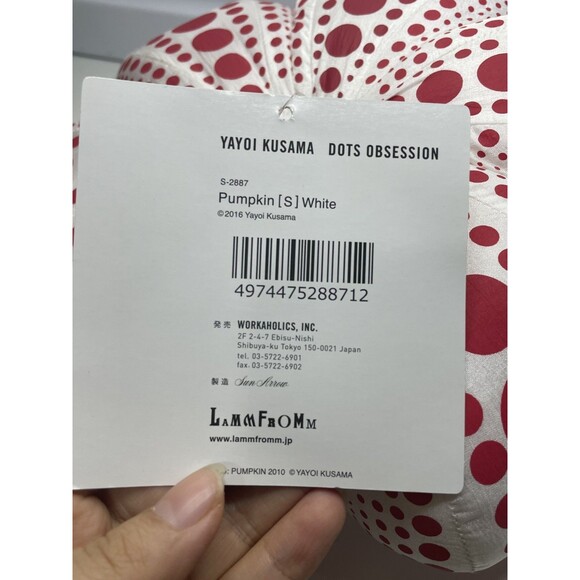 YAYOI KUSAMA DOTS OBSESSION
S-2887
Pumpkin [S] White
©2016 Yayoi Kusama
4974475288712
発売 WORKAHOLICS, INC.
2F 2-4-7 Ebisu-Nishi
Shibuya-ku Tokyo 150-0021 Japan
tel. 03-5722-6901
fax. 03-5722-6902
製造 Sun Arrow
LAMMFROMM
www.lammfromm.jp
: PUMPKIN 2010 © YAYOI KUSAMA